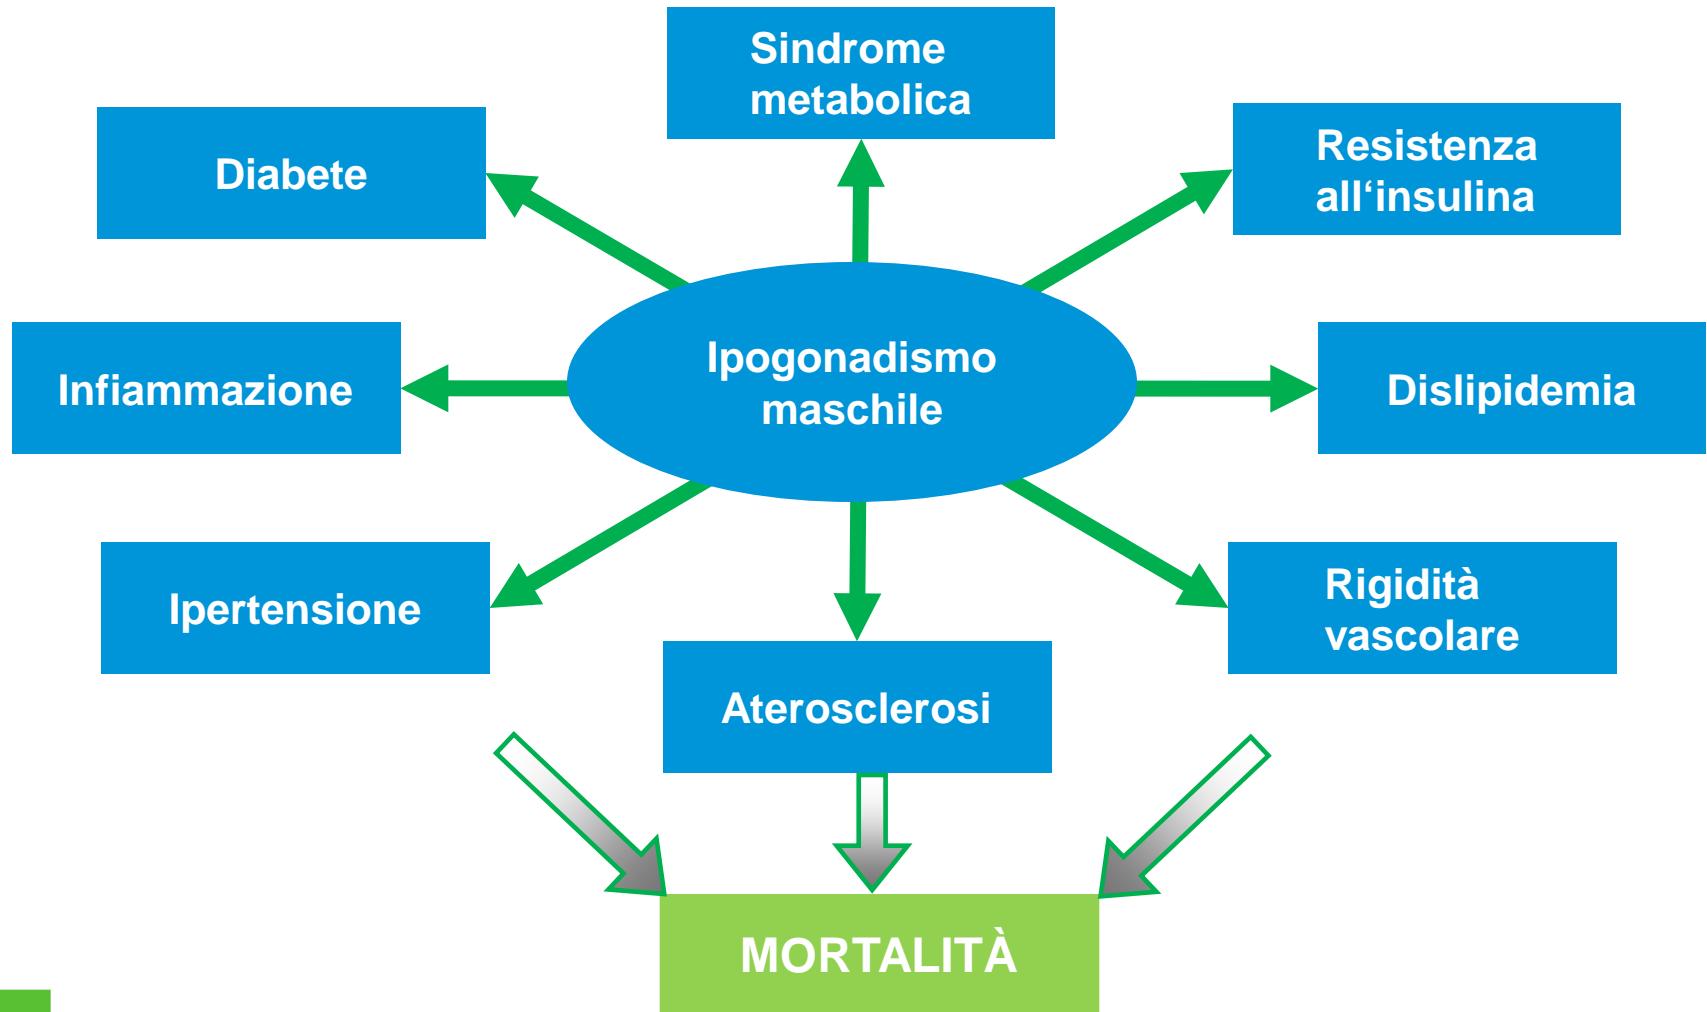 Sindrome
metabolica
Diabete
Resistenza
all‘insulina
Ipogonadismo
maschile
Infiammazione
Dislipidemia
Ipertensione
Rigidità
vascolare
Aterosclerosi
MORTALITÀ